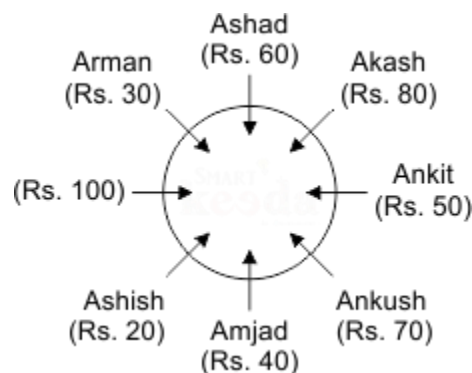 Ashad
(Rs. 60)
Arman
(Rs. 30)
Akash
(Rs. 80)
(Rs. 100)
Ankit
(Rs. 50)
Ashish
(Rs. 20)
Amjad
(Rs. 40)
Ankush
(Rs. 70)